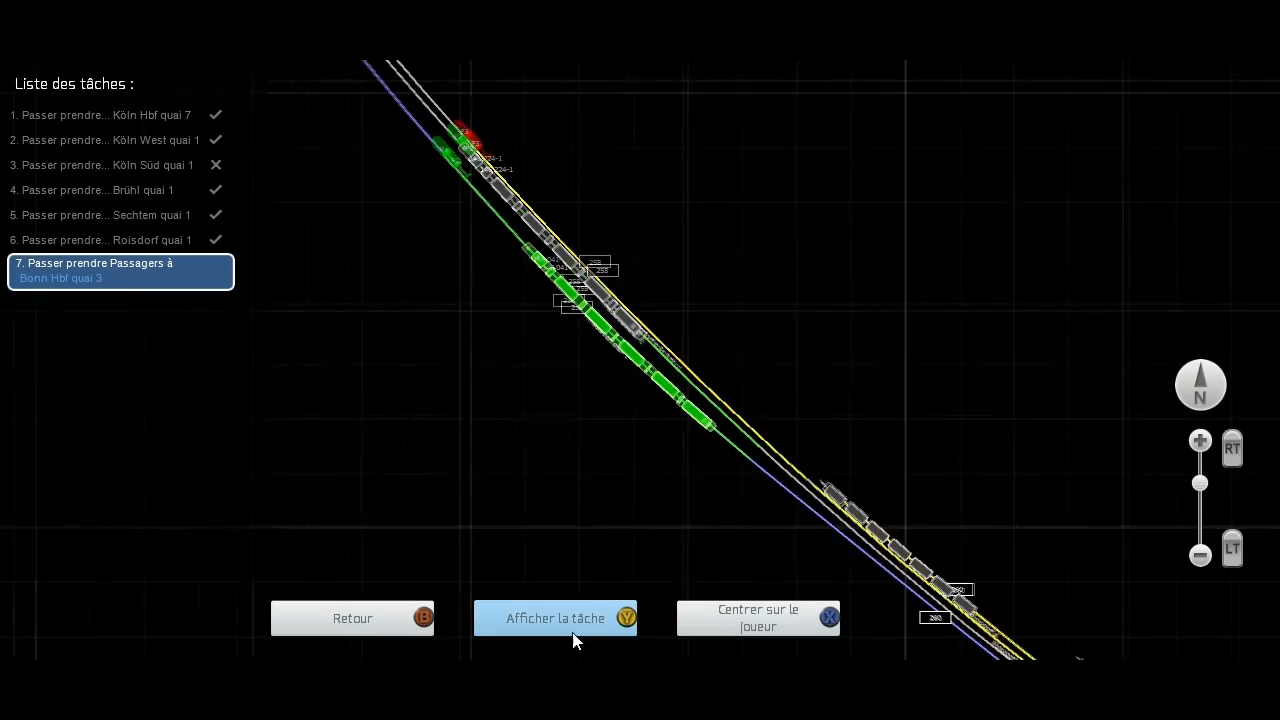 Liste des tâches :
1. Passer prendre... Köln Hbf quai 7
2. Passer prendre... Köln West quai 1
3. Passer prendre... Köln Süd quai 1
4. Passer prendre... Brühl quai 1
5. Passer prendre... Sechtem quai 1
6. Passer prendre... Roisdorf quai 1
7. Passer prendre Passagers à
Bonn Hbf quai 3
258
258
N
RT
LT
Retour B
Afficher la tâche Y
Centrer sur le
joueur X